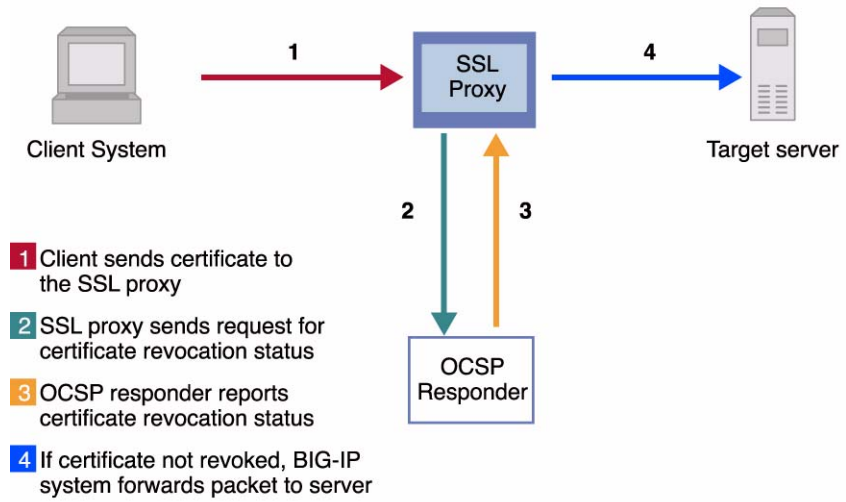 1
SSL
Proxy
4
Client System
Target server
2
3
1 Client sends certificate to
the SSL proxy
2 SSL proxy sends request for
certificate revocation status
3 OCSP responder reports
certificate revocation status
4 If certificate not revoked, BIG-IP
system forwards packet to server
OCSP
Responder